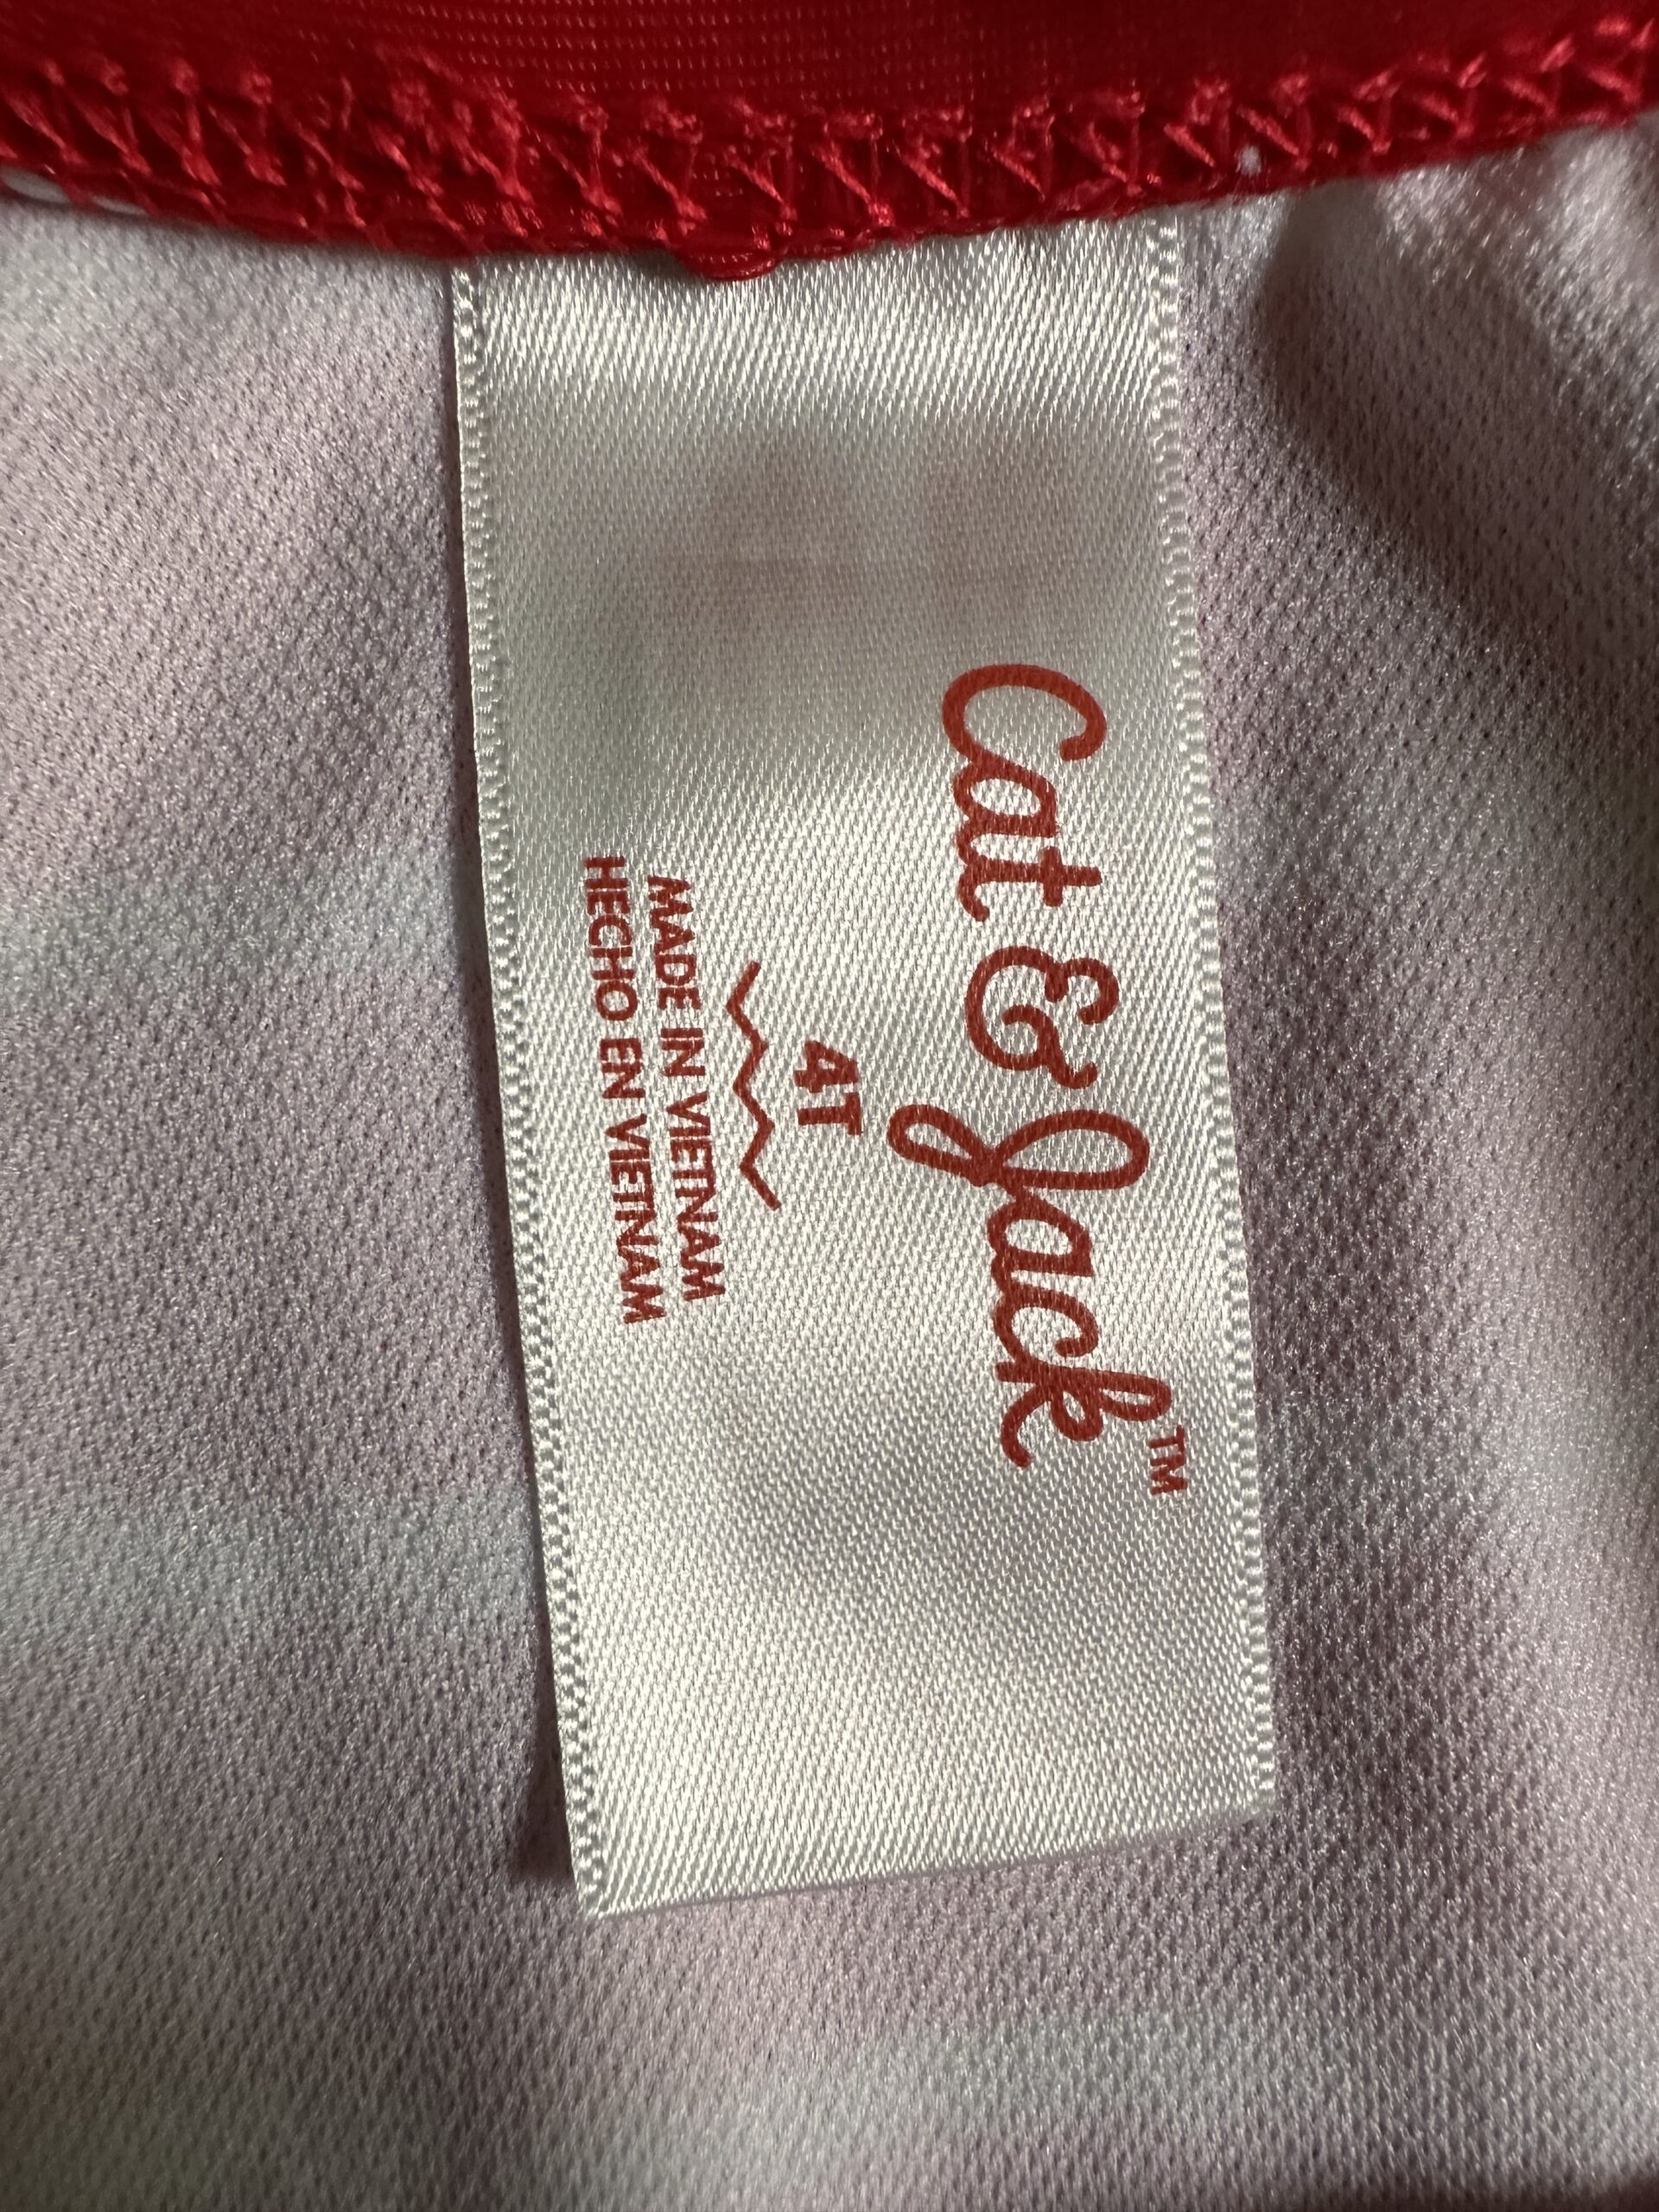 Cat & Jack™
4T
MADE IN VIETNAM
HECHO EN VIETNAM